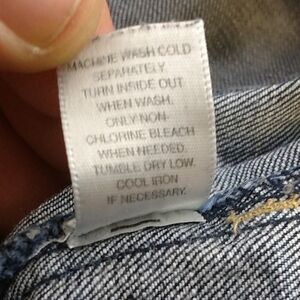 MACHINE WASH COLD
SEPARATELY
TURN INSIDE OUT
WHEN WASH.
ONLY NON-
CHLORINE BLEACH
WHEN NEEDED.
TUMBLE DRY LOW.
COOL IRON
IF NECESSARY.